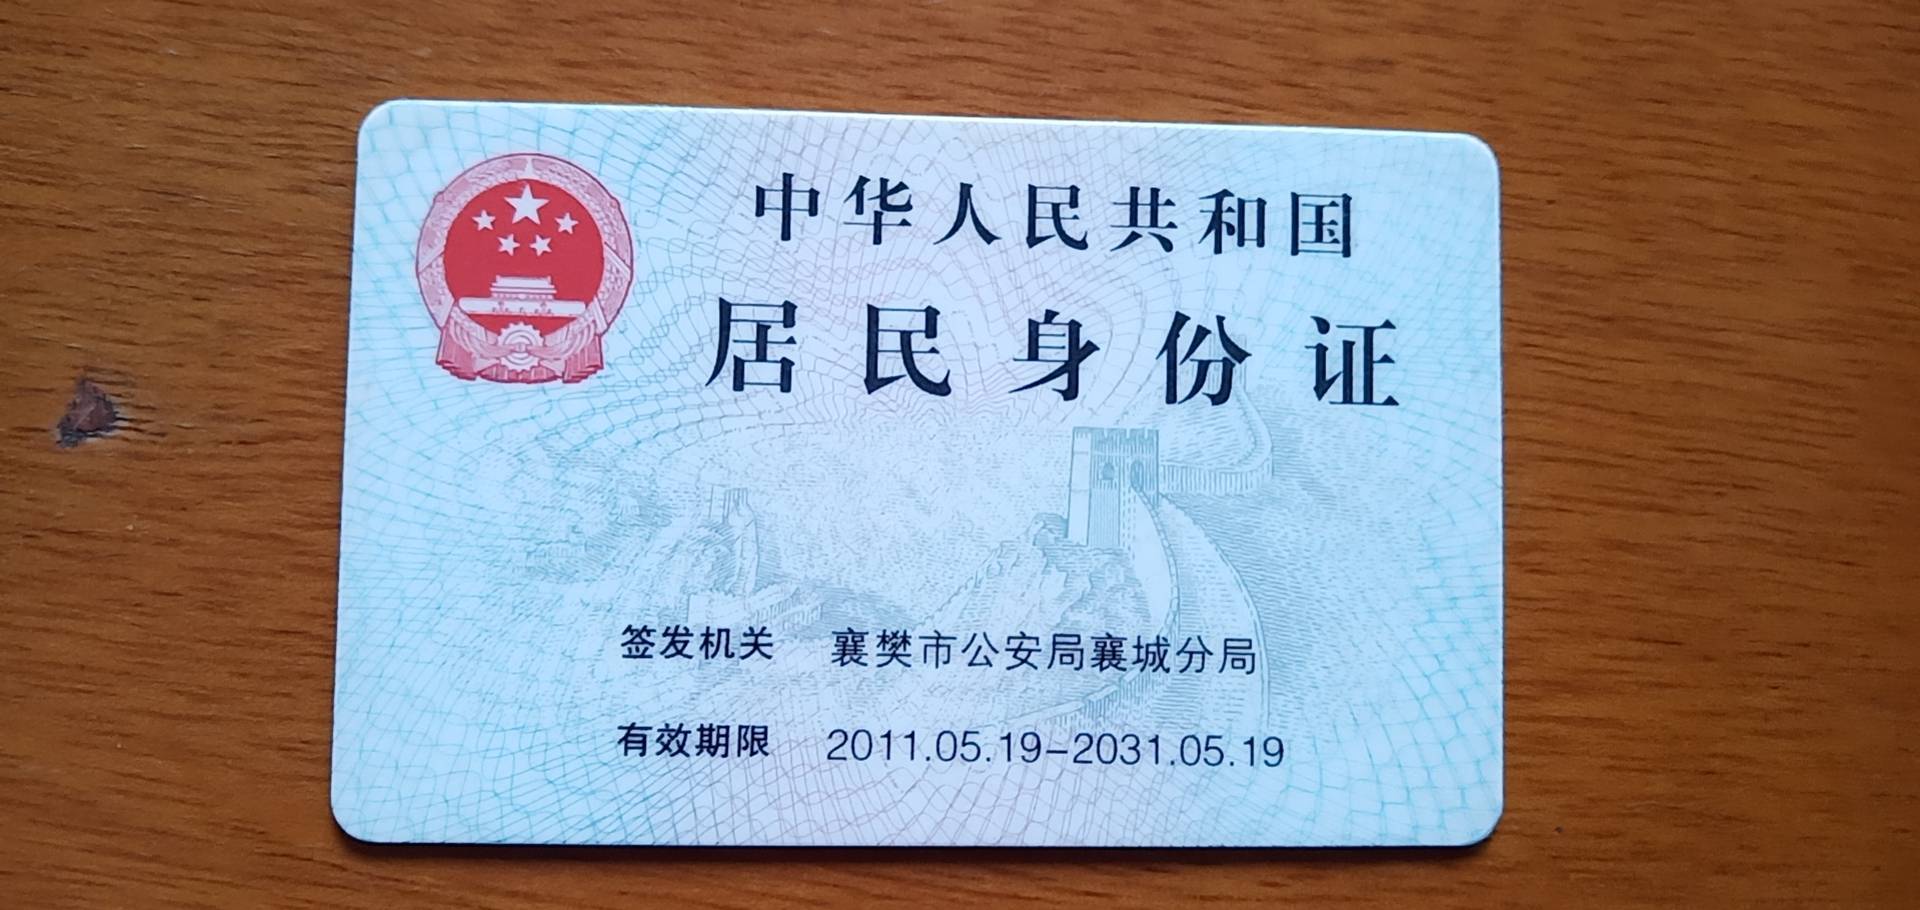 中华人民共和国
居民身份证
签发机关 襄樊市公安局襄城分局
有效期限 2011.05.19-2031.05.19